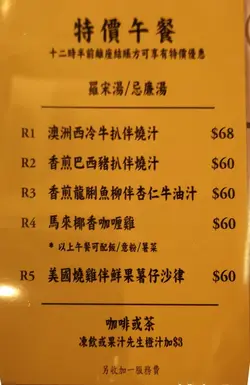 特價午餐
十二時半前離座結賬方可享有特價優惠
羅宋湯/忌廉湯
R1 澳洲西冷牛扒伴燒汁 $68
R2 香煎巴西豬扒伴燒汁 $60
R3 香煎龍脷魚柳伴杏仁牛油汁 $60
R4 馬來椰香咖喱雞 $60
* 以上午餐可配飯/意粉/薯菜
R5 美國燒雞伴鮮果薯仔沙律 $60
咖啡或茶
凍飲或果汁先生橙汁加$3
另收加一服務費